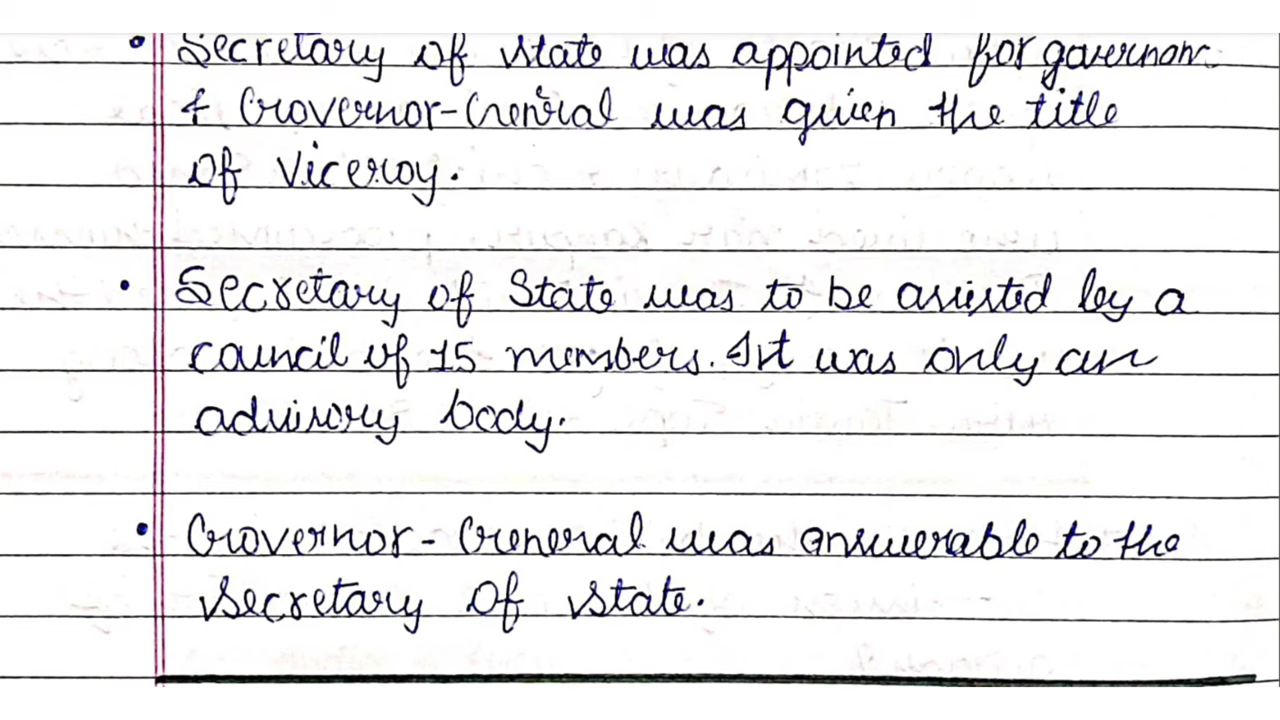 • Secretary of state was appointed for governor.
& Governor-General was given the title
of Viceroy.
• Secretary of State was to be assisted by a
council of 15 members. It was only an
advisory body.
• Governor-General was answerable to the
Secretary of state.